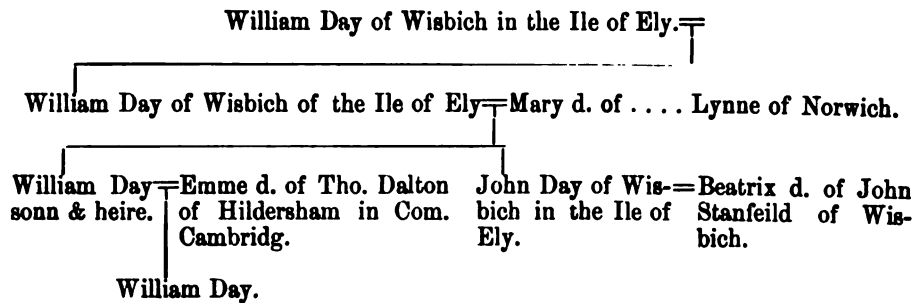 William Day of Wisbich in the Ile of Ely.=
William Day of Wisbich of the Ile of Ely=Mary d. of .... Lynne of Norwich.
William Day=Emme d. of Tho. Dalton
sonn & heire. of Hildersham in Com.
Cambridg.
John Day of Wis-=Beatrix d. of John
bich in the Ile of Stanfeild of Wis-
Ely. bich.
William Day.